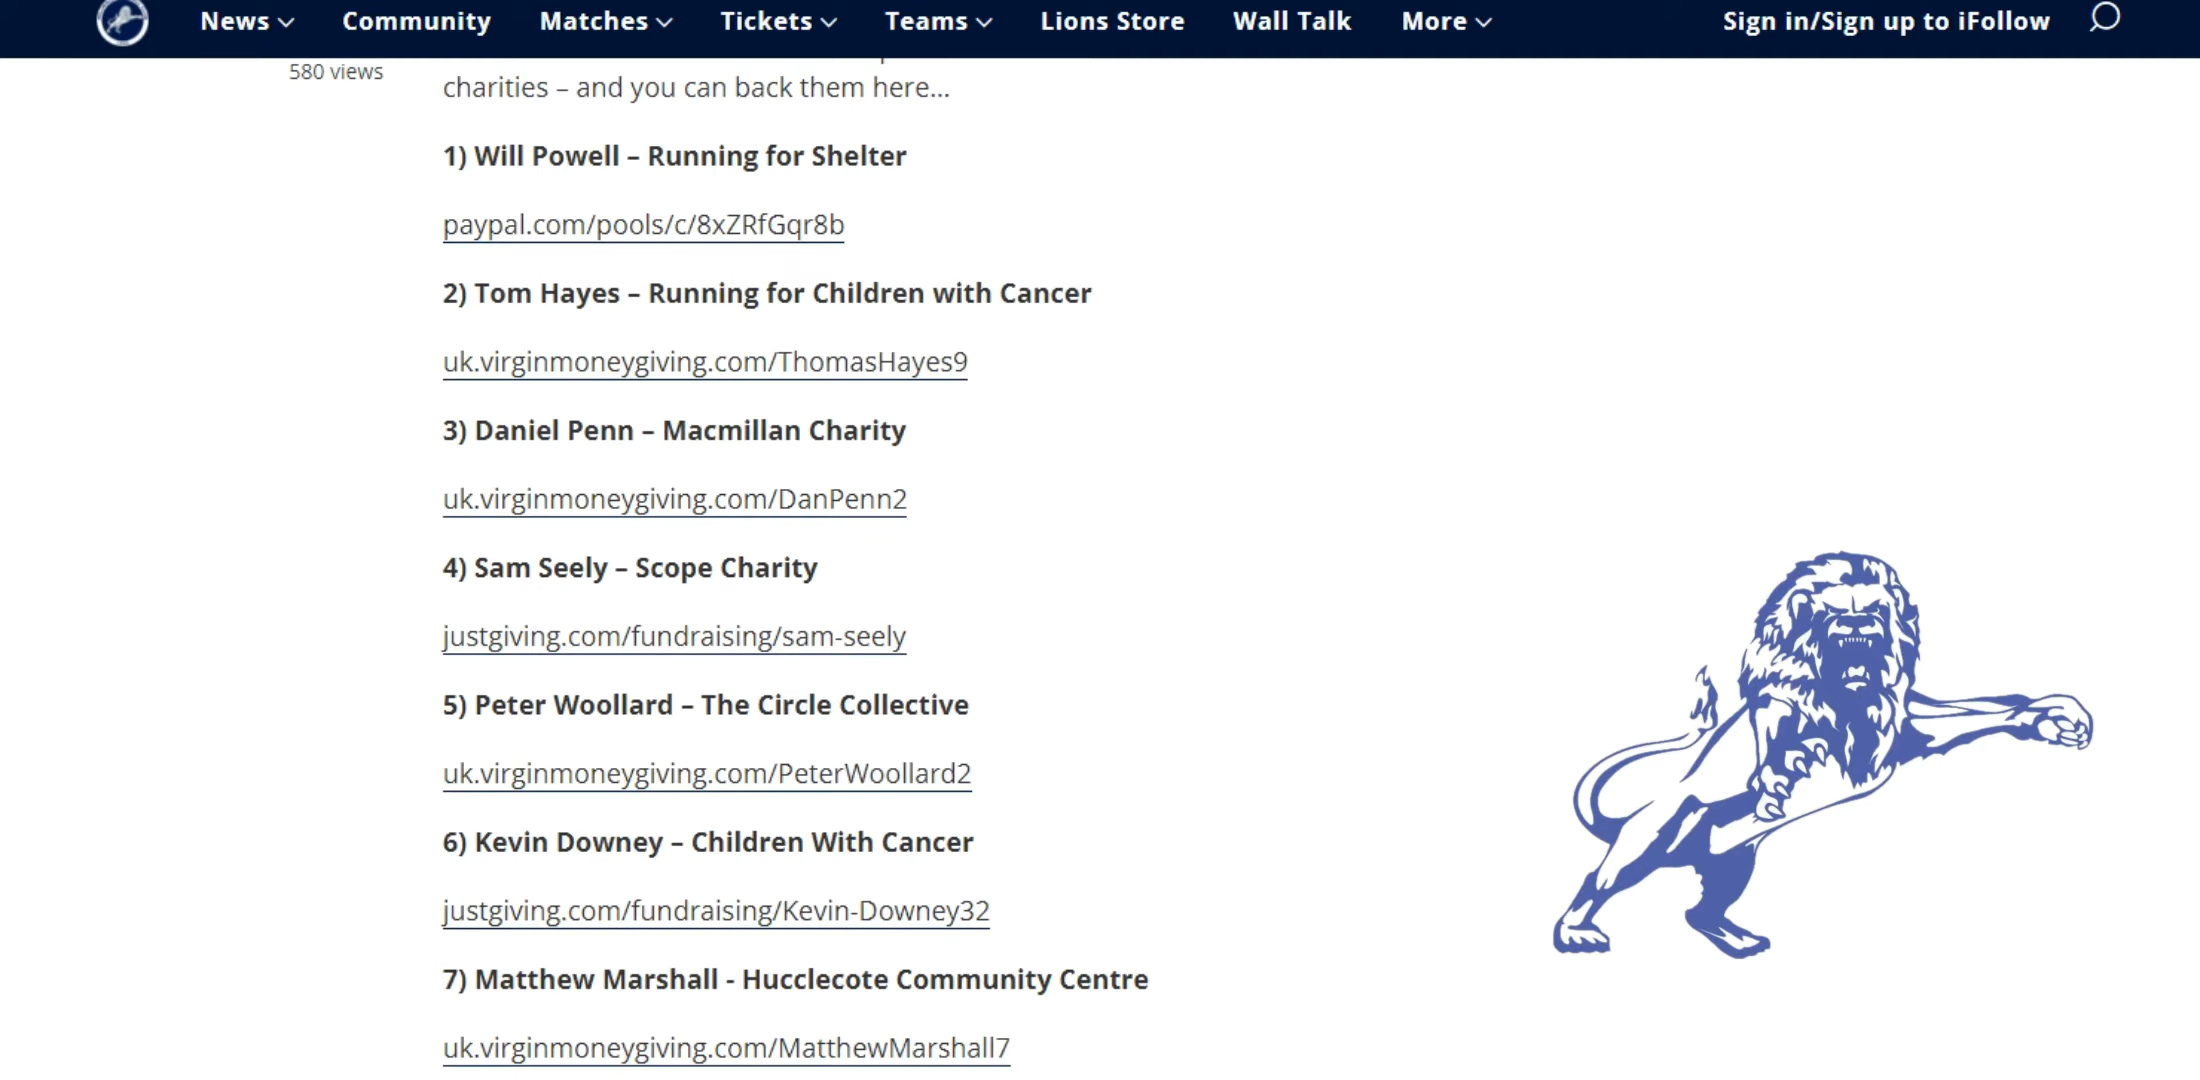 News Community Matches Tickets Teams Lions Store Wall Talk More Sign in/Sign up to iFollow
580 views
charities – and you can back them here...
1) Will Powell – Running for Shelter
paypal.com/pools/c/8xZRfGqr8b
2) Tom Hayes – Running for Children with Cancer
uk.virginmoneygiving.com/ThomasHayes9
3) Daniel Penn – Macmillan Charity
uk.virginmoneygiving.com/DanPenn2
4) Sam Seely – Scope Charity
justgiving.com/fundraising/sam-seely
5) Peter Woollard – The Circle Collective
uk.virginmoneygiving.com/PeterWoollard2
6) Kevin Downey – Children With Cancer
justgiving.com/fundraising/Kevin-Downey32
7) Matthew Marshall - Hucclecote Community Centre
uk.virginmoneygiving.com/MatthewMarshall7